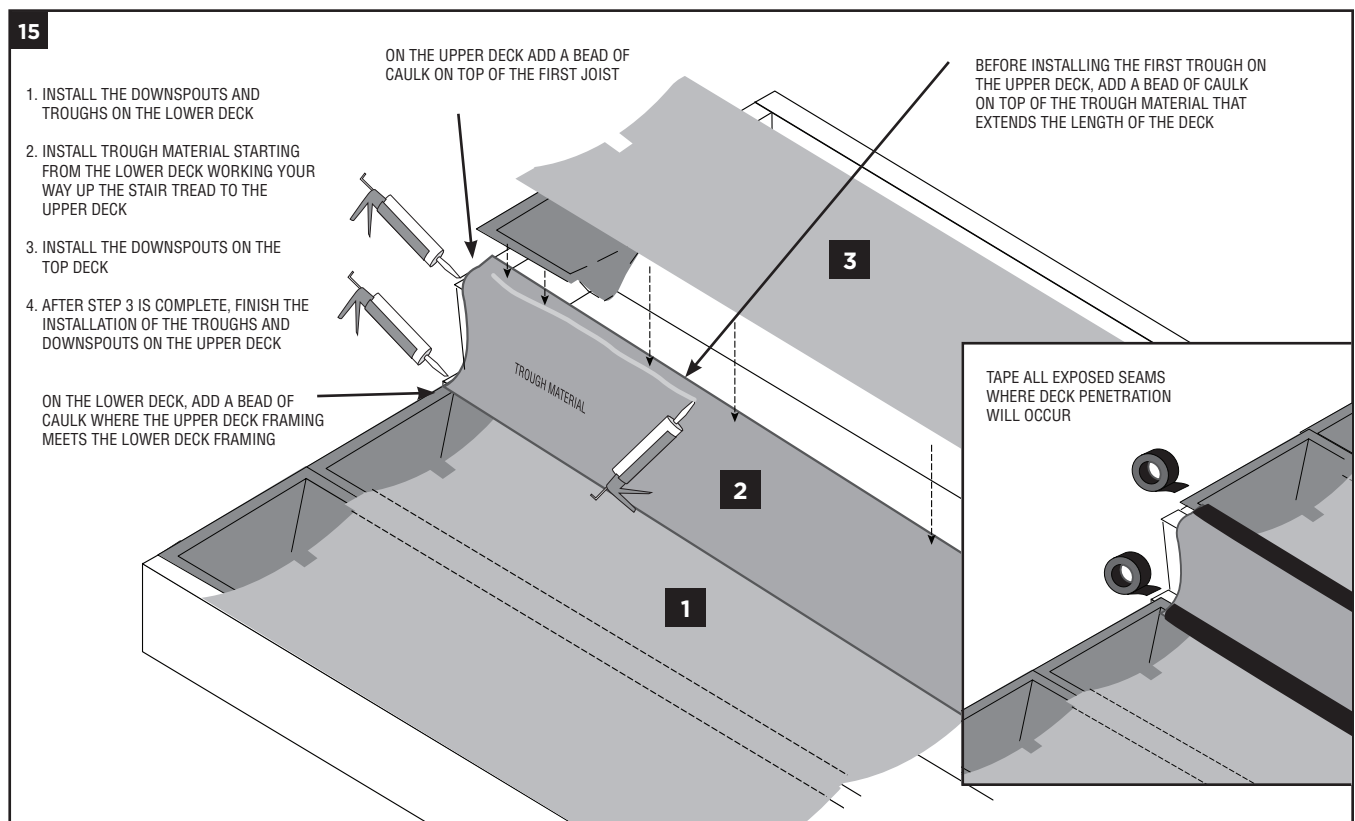 15
1. INSTALL THE DOWNSPOUTS AND
TROUGHS ON THE LOWER DECK
2. INSTALL TROUGH MATERIAL STARTING
FROM THE LOWER DECK WORKING YOUR
WAY UP THE STAIR TREAD TO THE
UPPER DECK
3. INSTALL THE DOWNSPOUTS ON THE
TOP DECK
4. AFTER STEP 3 IS COMPLETE, FINISH THE
INSTALLATION OF THE TROUGHS AND
DOWNSPOUTS ON THE UPPER DECK
ON THE LOWER DECK, ADD A BEAD OF
CAULK WHERE THE UPPER DECK FRAMING
MEETS THE LOWER DECK FRAMING
ON THE UPPER DECK ADD A BEAD OF
CAULK ON TOP OF THE FIRST JOIST
BEFORE INSTALLING THE FIRST TROUGH ON
THE UPPER DECK, ADD A BEAD OF CAULK
ON TOP OF THE TROUGH MATERIAL THAT
EXTENDS THE LENGTH OF THE DECK
3
TROUGH MATERIAL
2
1
TAPE ALL EXPOSED SEAMS
WHERE DECK PENETRATION
WILL OCCUR